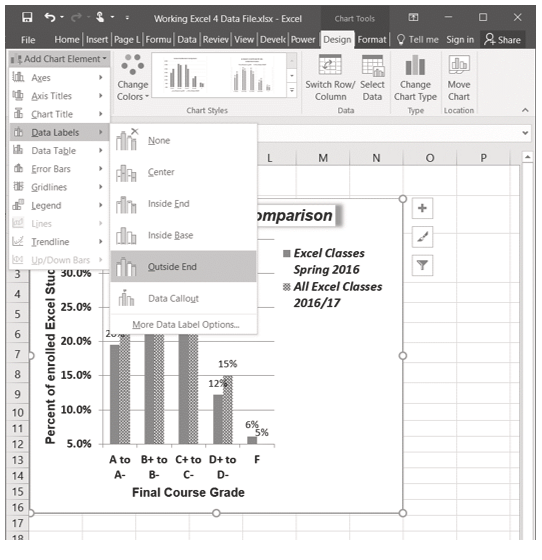 Working Excel 4 Data File.xlsx - Excel
Chart Tools
File Home Insert Page L Formu Data Reviev View Develc Power Design Format Tell me Sign in Share
Add Chart Element
Axes
Axis Titles
Chart Title
Data Labels
Data Table
Error Bars
Gridlines
Legend
Lines
Trendline
Up/Down Bars
Change Colors
Chart Styles
Switch Row/ Column
Select Data
Data
Change Chart Type
Type
Move Chart
Location
None
Center
Inside End
Inside Base
Outside End
Data Callout
More Data Label Options...
L M N O P
omparison
Excel Classes
Spring 2016
All Excel Classes
2016/17
Percent of enrolled Excel Stud
30.0%
25.0%
20.0%
15.0%
10.0%
5.0%
12%
15%
6%
5%
A to A-
B+ to B-
C+ to C-
D+ to D-
F
Final Course Grade
3
4
5
6
7
8
9
10
11
12
13
14
15
16
17
18